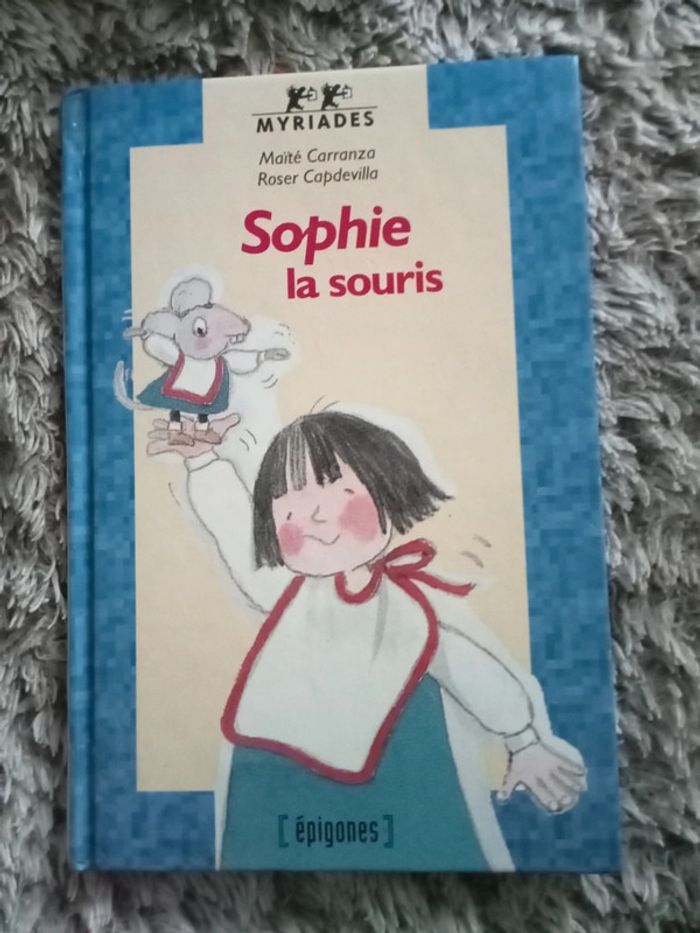 MYRIADES
Maïté Carranza
Roser Capdevilla
Sophie
la souris
[épigones]